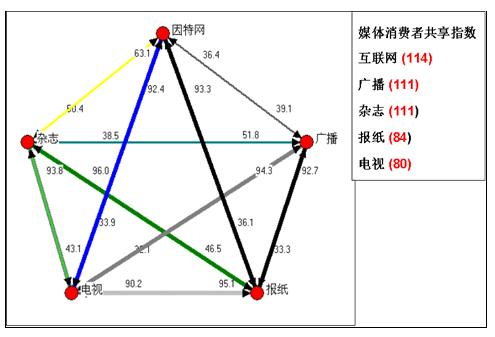 因特网
63.1
36.4
92.4
93.3
50.4
39.1
杂志
38.5
51.8
广播
93.8
96.0
94.3
92.7
33.9
36.1
43.1
32.1
46.5
33.3
电视
90.2
95.1
报纸
媒体消费者共享指数
互联网 (114)
广播 (111)
杂志 (111)
报纸 (84)
电视 (80)